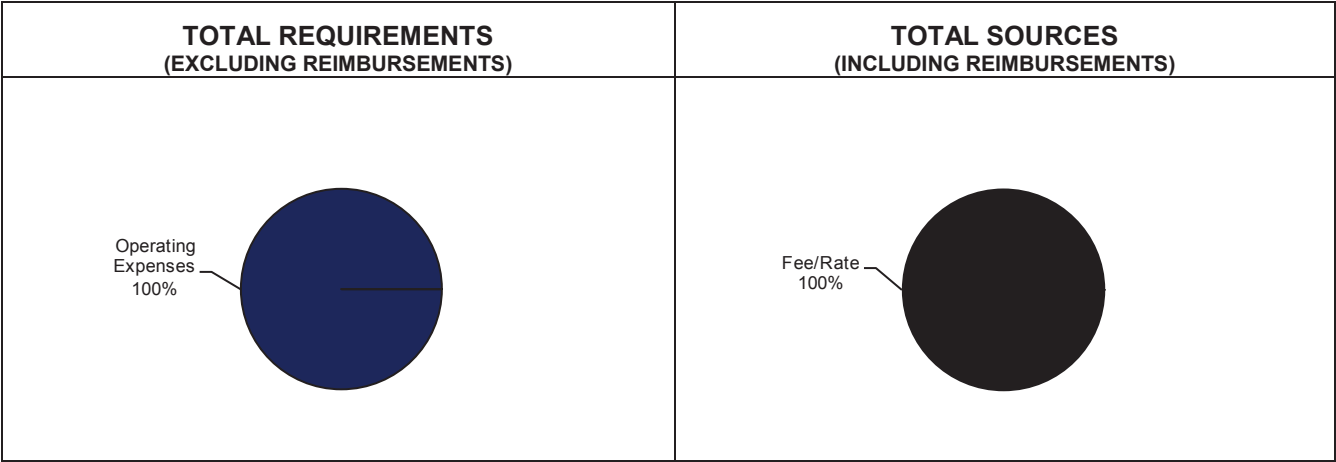 TOTAL REQUIREMENTS
(EXCLUDING REIMBURSEMENTS)
Operating
Expenses
100%
TOTAL SOURCES
(INCLUDING REIMBURSEMENTS)
Fee/Rate
100%